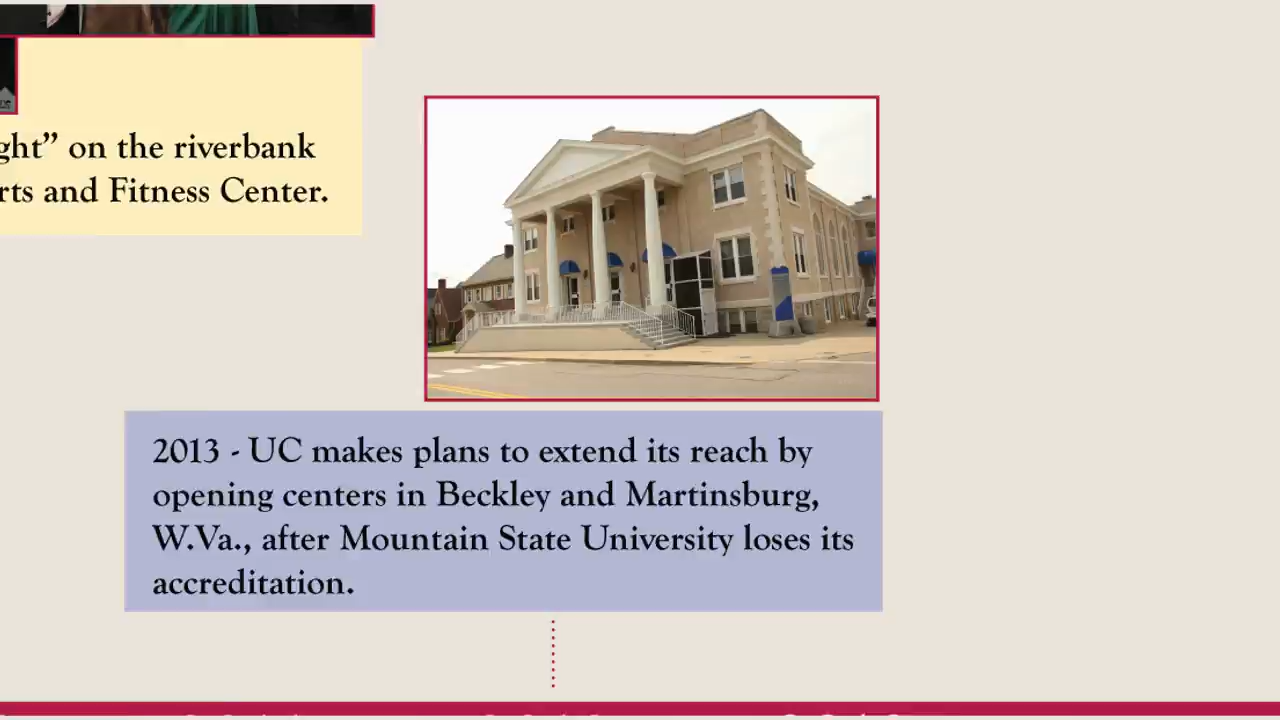 ght” on the riverbank
rts and Fitness Center.
2013 - UC makes plans to extend its reach by
opening centers in Beckley and Martinsburg,
W.Va., after Mountain State University loses its
accreditation.